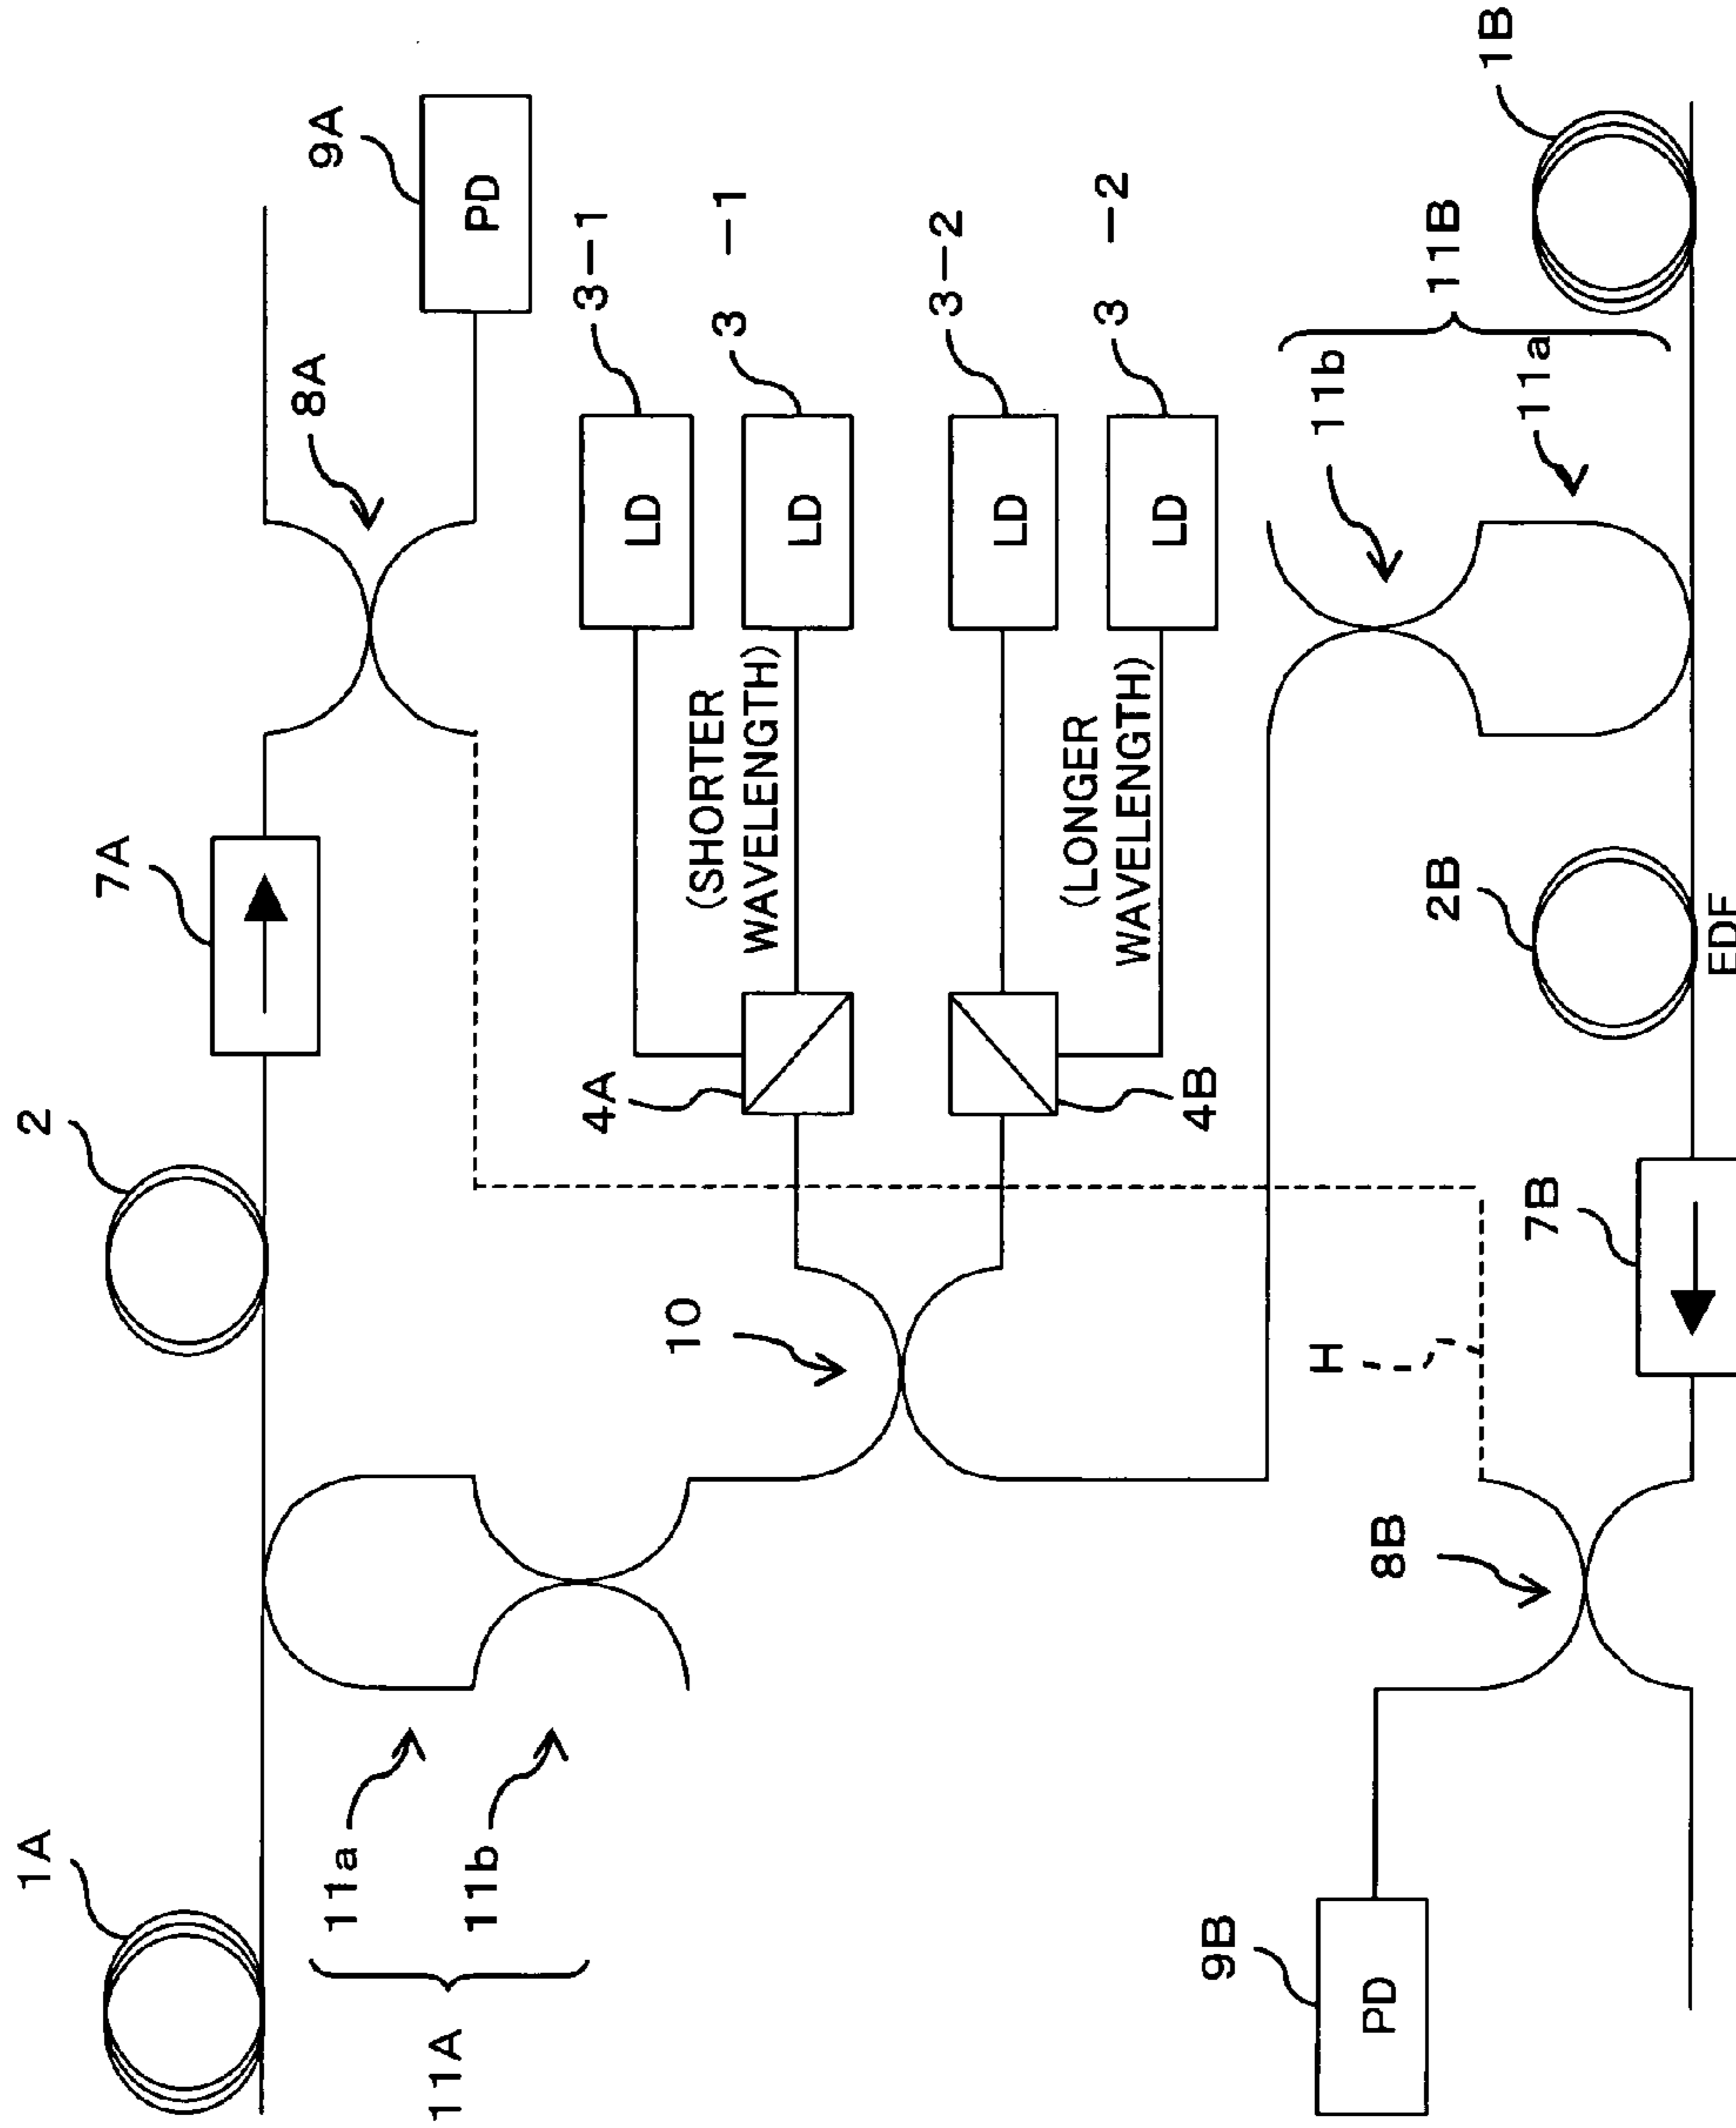 1A
2
7A
8A
9A
PD
11a
11b
11A
10
4A
(SHORTER
WAVELENGTH)
LD
3-1
LD
3 -1
4B
(LONGER
WAVELENGTH)
LD
3-2
LD
3 -2
9B
PD
8B
H
7B
2B
EDF
11b
11a
11B
1B